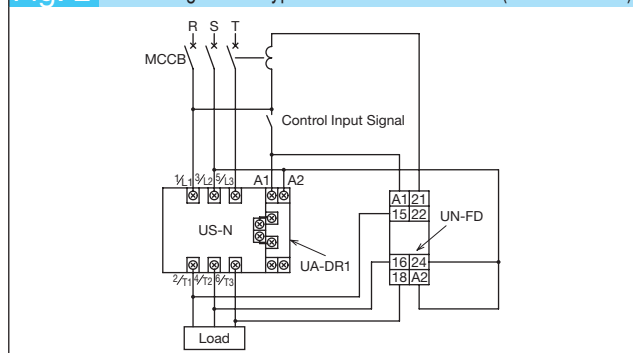 R S T
MCCB
Control Input Signal
1/L1 3/L2 5/L3 A1 A2
A1 21
15 22
UN-FD
US-N
16 24
UA-DR1
18 A2
2/T1 4/T2 6/T3
Load